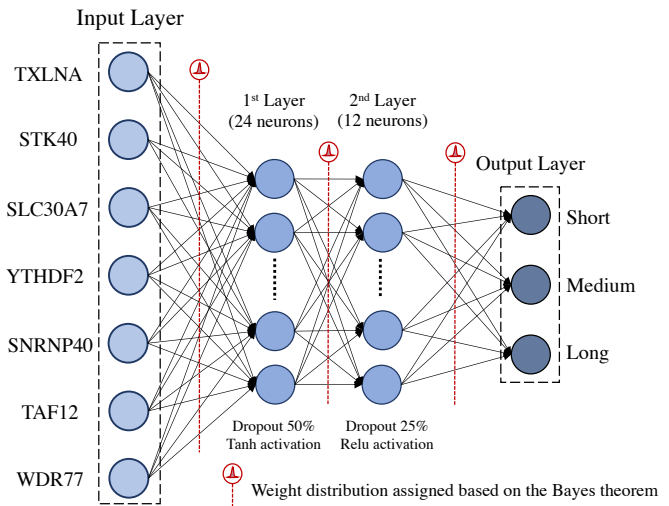 Input Layer
TXLNA
STK40
SLC30A7
YTHDF2
SNRNP40
TAF12
WDR77
1st Layer
(24 neurons)
2nd Layer
(12 neurons)
Output Layer
Short
Medium
Long
Dropout 50%
Tanh activation
Dropout 25%
Relu activation
Weight distribution assigned based on the Bayes theorem